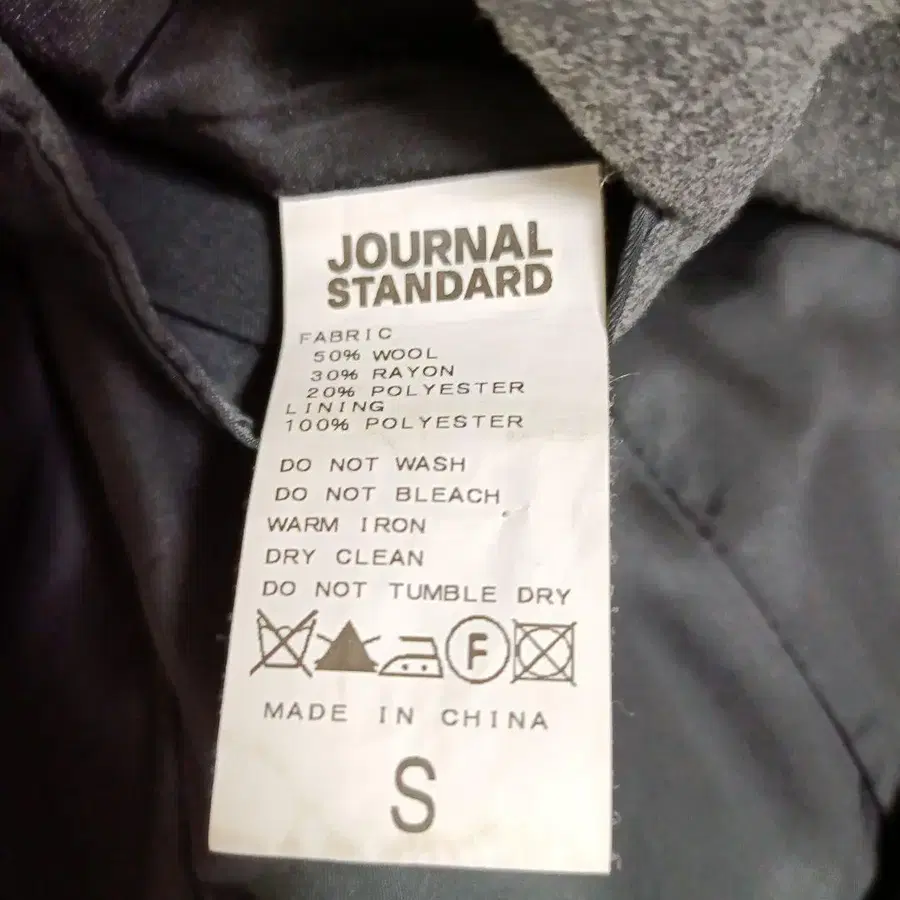 JOURNAL
STANDARD
FABRIC
50% WOOL
30% RAYON
20% POLYESTER
LINING
100% POLYESTER
DO NOT WASH
DO NOT BLEACH
WARM IRON
DRY CLEAN
DO NOT TUMBLE DRY
F
MADE IN CHINA
S